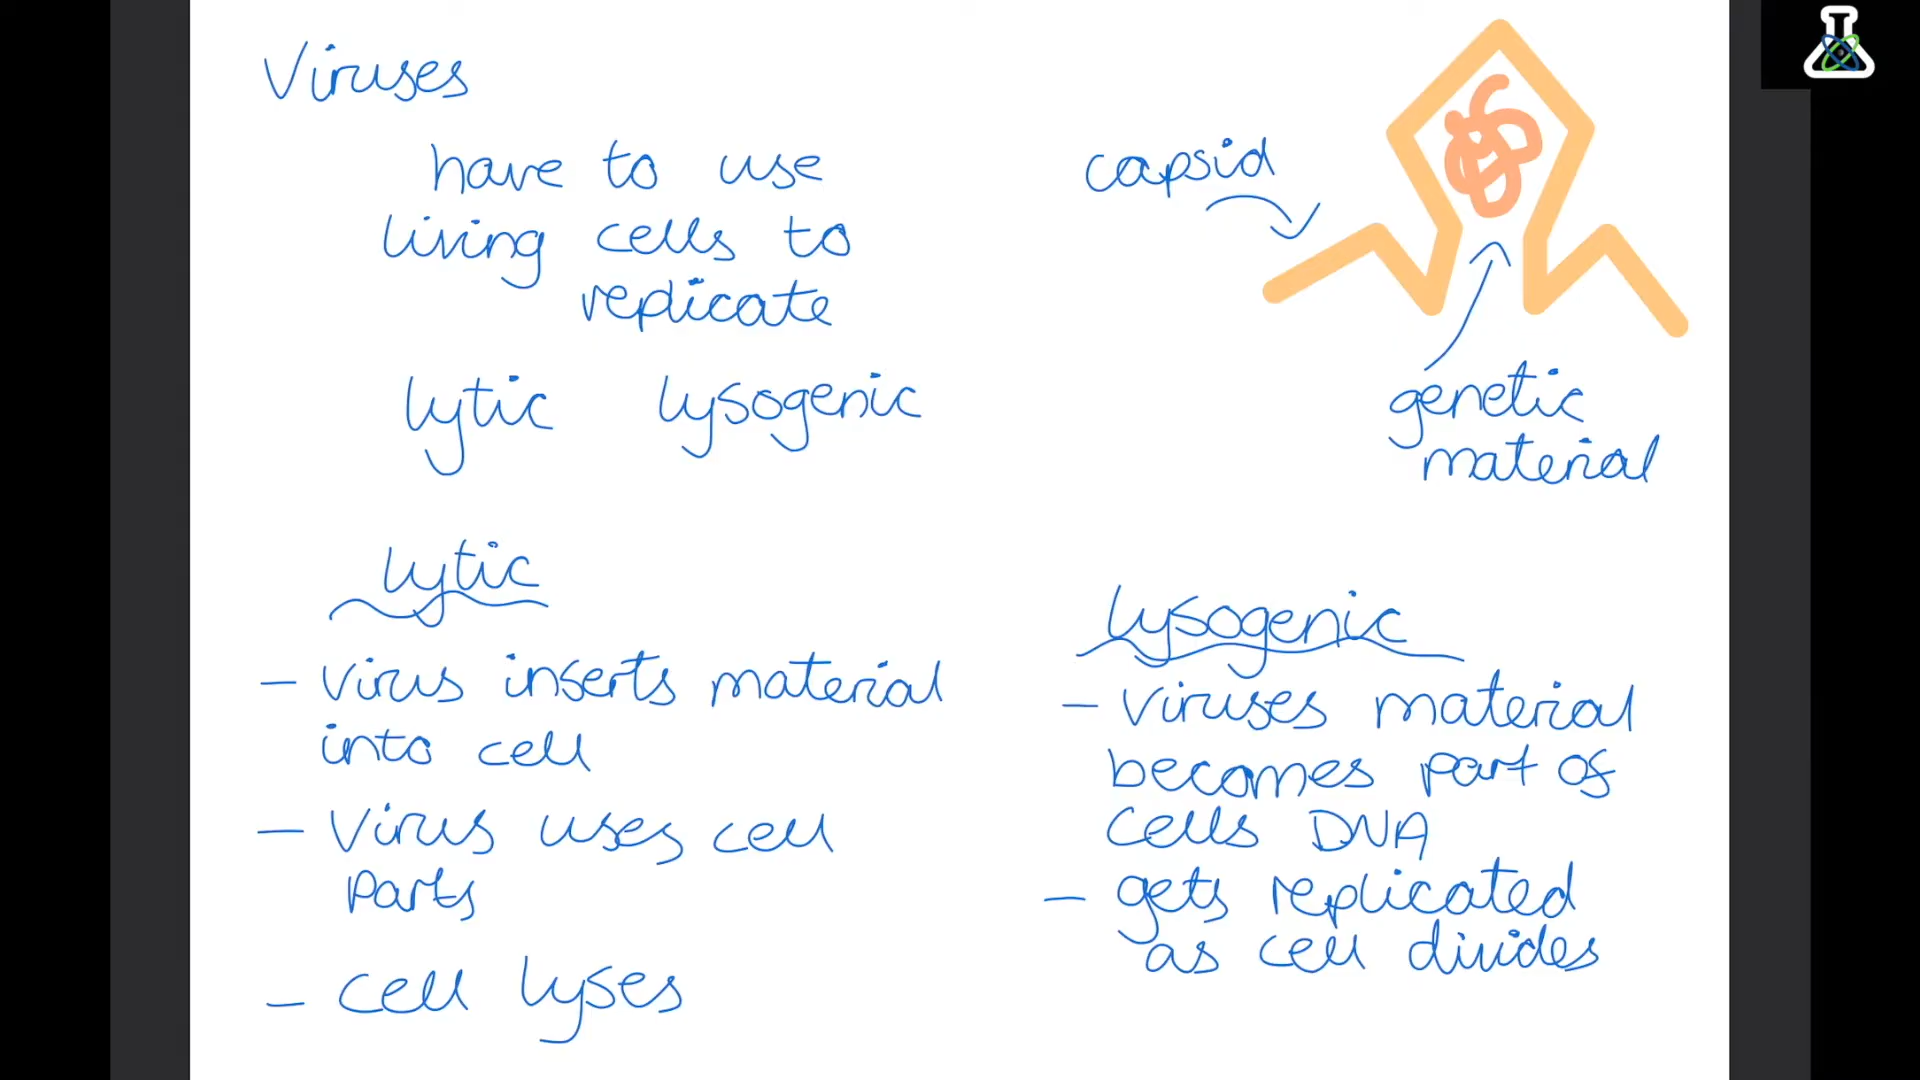 Viruses
have to use
living cells to
replicate
lytic lysogenic
capsid
genetic
material
lytic
- virus inserts material
into cell
- virus uses cell
parts
- cell lyses
lysogenic
- viruses material
becomes part of
cells DNA
- gets replicated
as cell divides